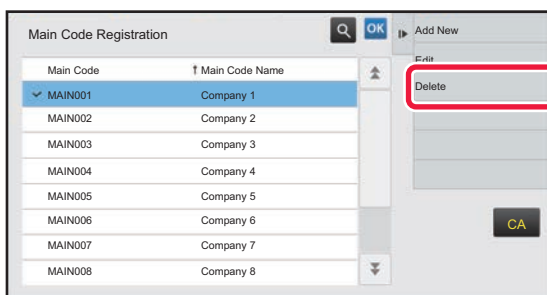 Main Code Registration
OK
Add New
Edit
Delete
Main Code Main Code Name
MAIN001 Company 1
MAIN002 Company 2
MAIN003 Company 3
MAIN004 Company 4
MAIN005 Company 5
MAIN006 Company 6
MAIN007 Company 7
MAIN008 Company 8
CA